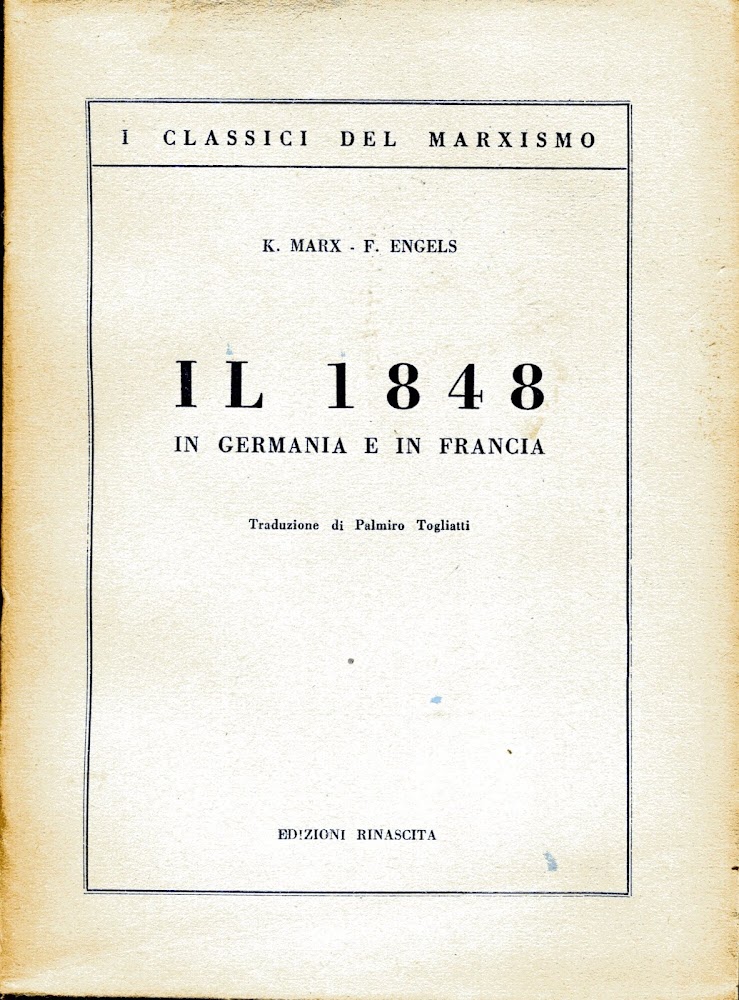 I CLASSICI DEL MARXISMO
K. MARX - F. ENGELS
IL 1848
IN GERMANIA E IN FRANCIA
Traduzione di Palmiro Togliatti
EDIZIONI RINASCITA